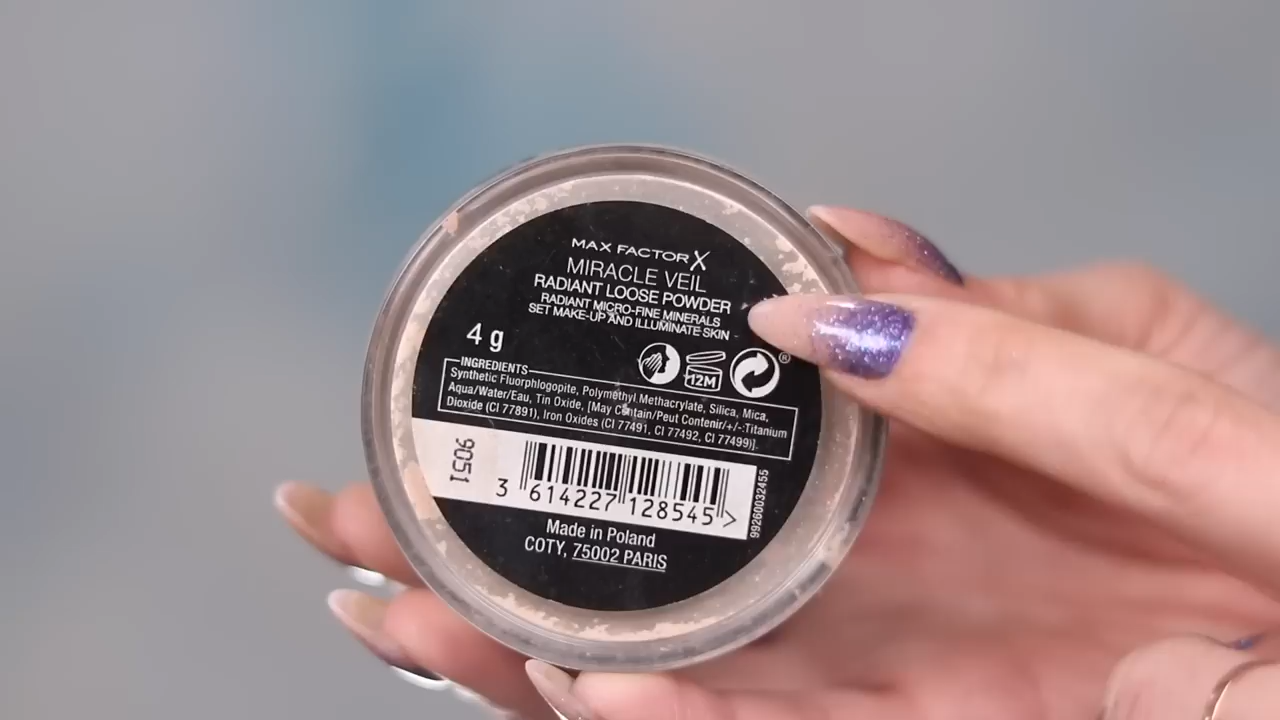 MAX FACTOR X
MIRACLE VEIL
RADIANT LOOSE POWDER
RADIANT MICRO-FINE MINERALS
SET MAKE-UP AND ILLUMINATE SKIN
4 g
12M
®
INGREDIENTS
Synthetic Fluorphlogopite, Polymethyl Methacrylate, Silica, Mica,
Aqua/Water/Eau, Tin Oxide, [May Contain/Peut Contenir/+/-:Titanium
Dioxide (CI 77891), Iron Oxides (CI 77491, CI 77492, CI 77499)].
9051
3 614227 128545 >
99260032455
Made in Poland
COTY, 75002 PARIS